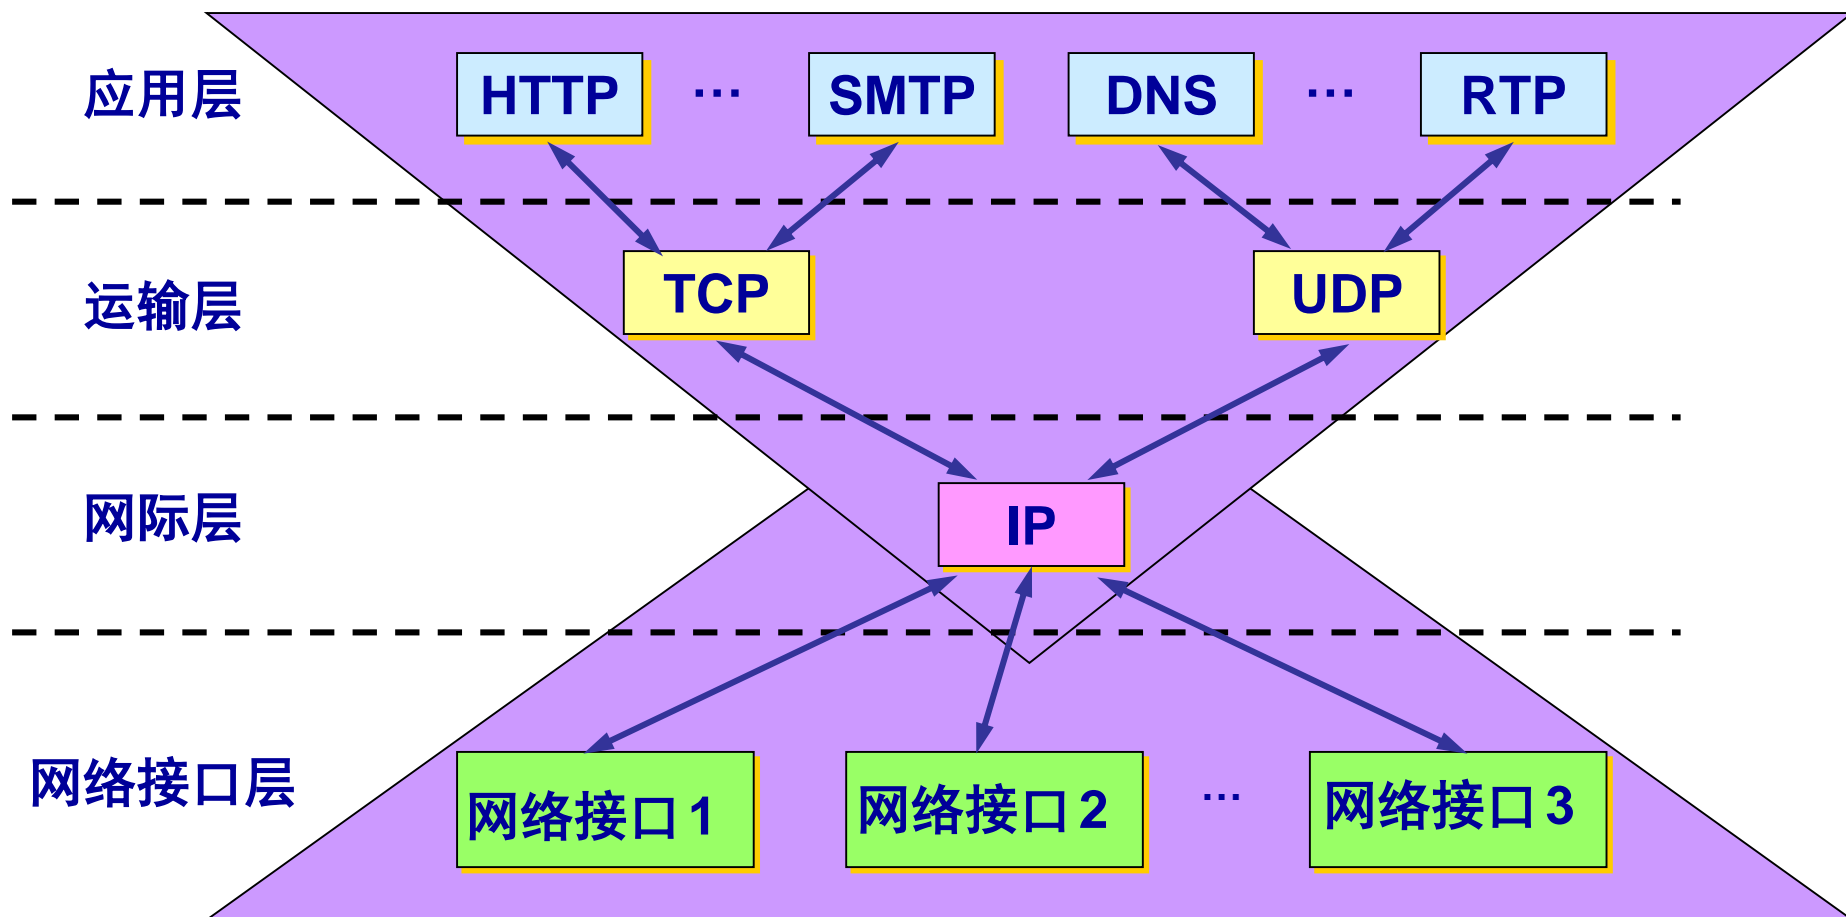 应用层
HTTP … SMTP DNS … RTP
运输层
TCP UDP
网际层
IP
网络接口层
网络接口1 网络接口2 … 网络接口3